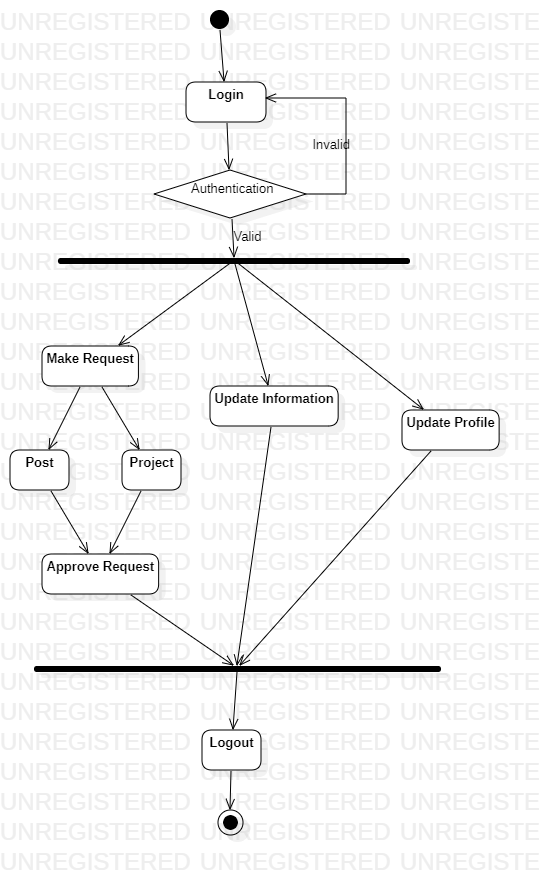 UNREGISTERED UNREGISTERED UNREGISTE
Login
Invalid
Authentication
Valid
Make Request
Update Information
Update Profile
Post
Project
Approve Request
Logout